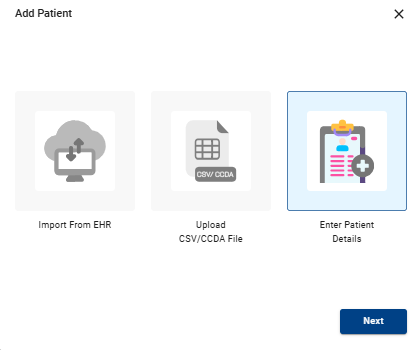 Add Patient
CSV/ CCDA
Import From EHR
Upload
CSV/CCDA File
Enter Patient
Details
Next